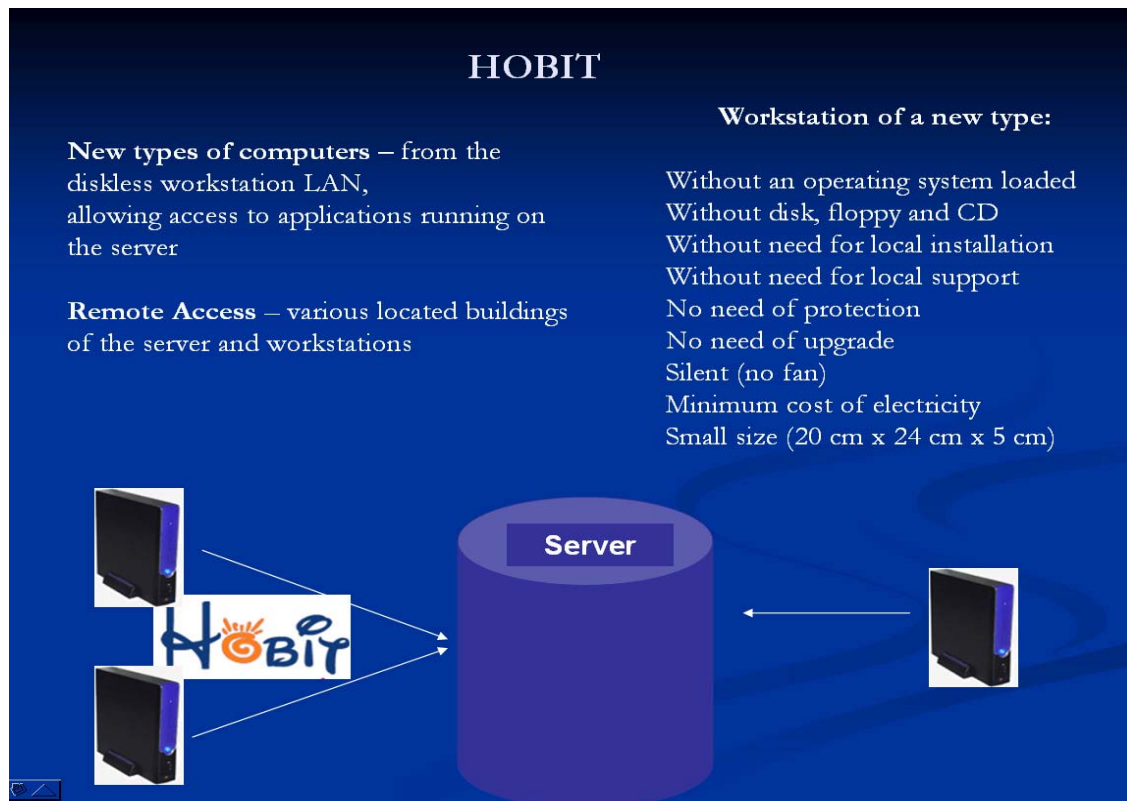 HOBIT
New types of computers – from the
diskless workstation LAN,
allowing access to applications running on
the server
Remote Access – various located buildings
of the server and workstations
Workstation of a new type:
Without an operating system loaded
Without disk, floppy and CD
Without need for local installation
Without need for local support
No need of protection
No need of upgrade
Silent (no fan)
Minimum cost of electricity
Small size (20 cm x 24 cm x 5 cm)
Server
HOBIT